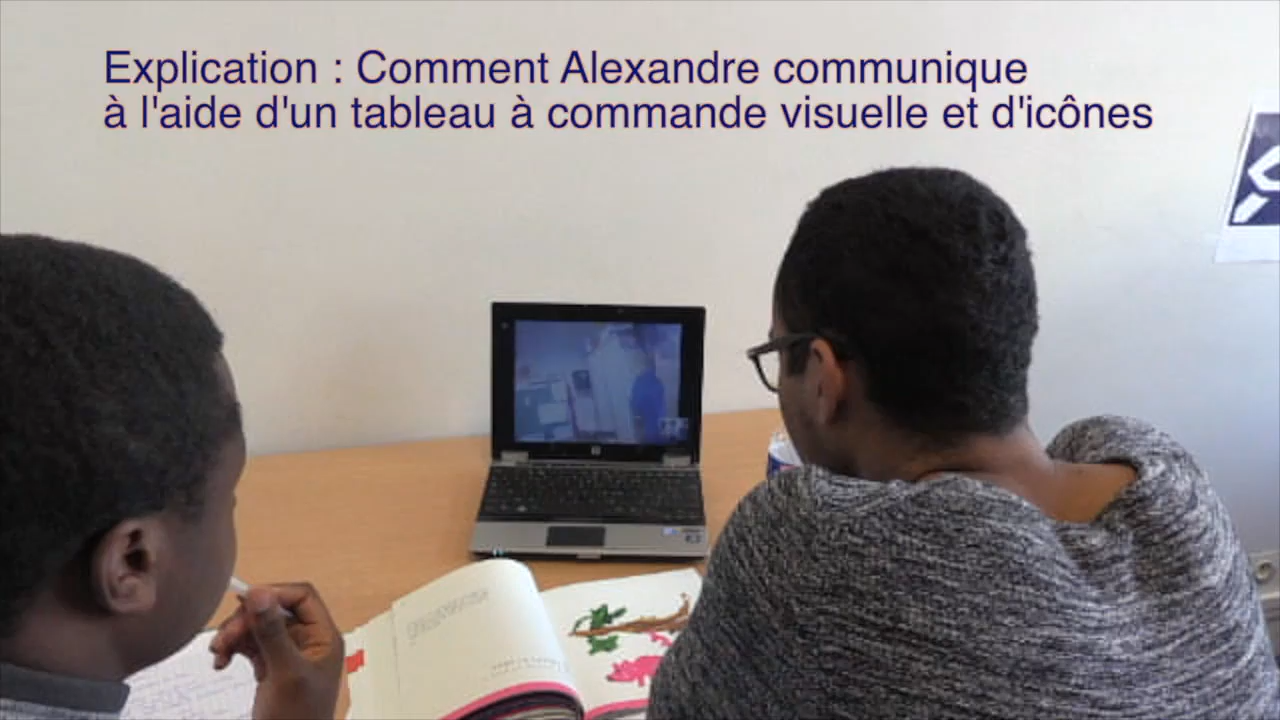 Explication : Comment Alexandre communique
à l'aide d'un tableau à commande visuelle et d'icônes